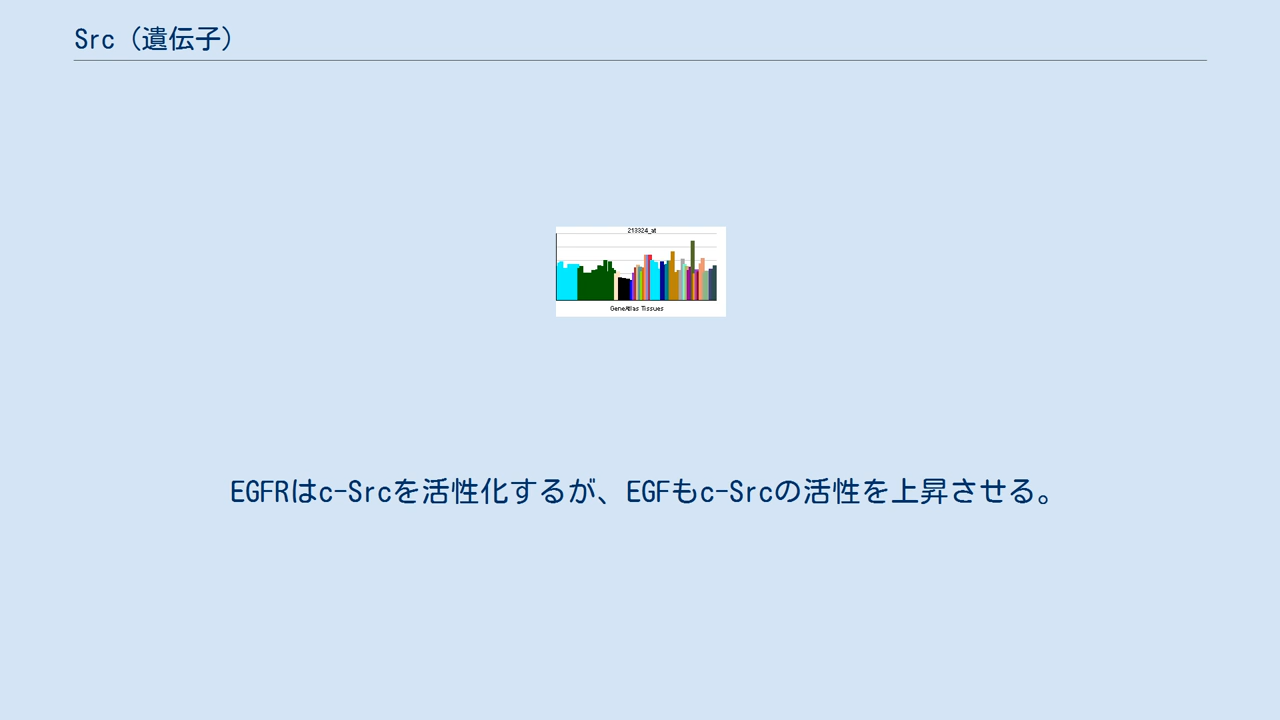 Src（遺伝子）
213324_at
GeneAtlas Tissues
EGFRはc-Srcを活性化するが、EGFもc-Srcの活性を上昇させる。